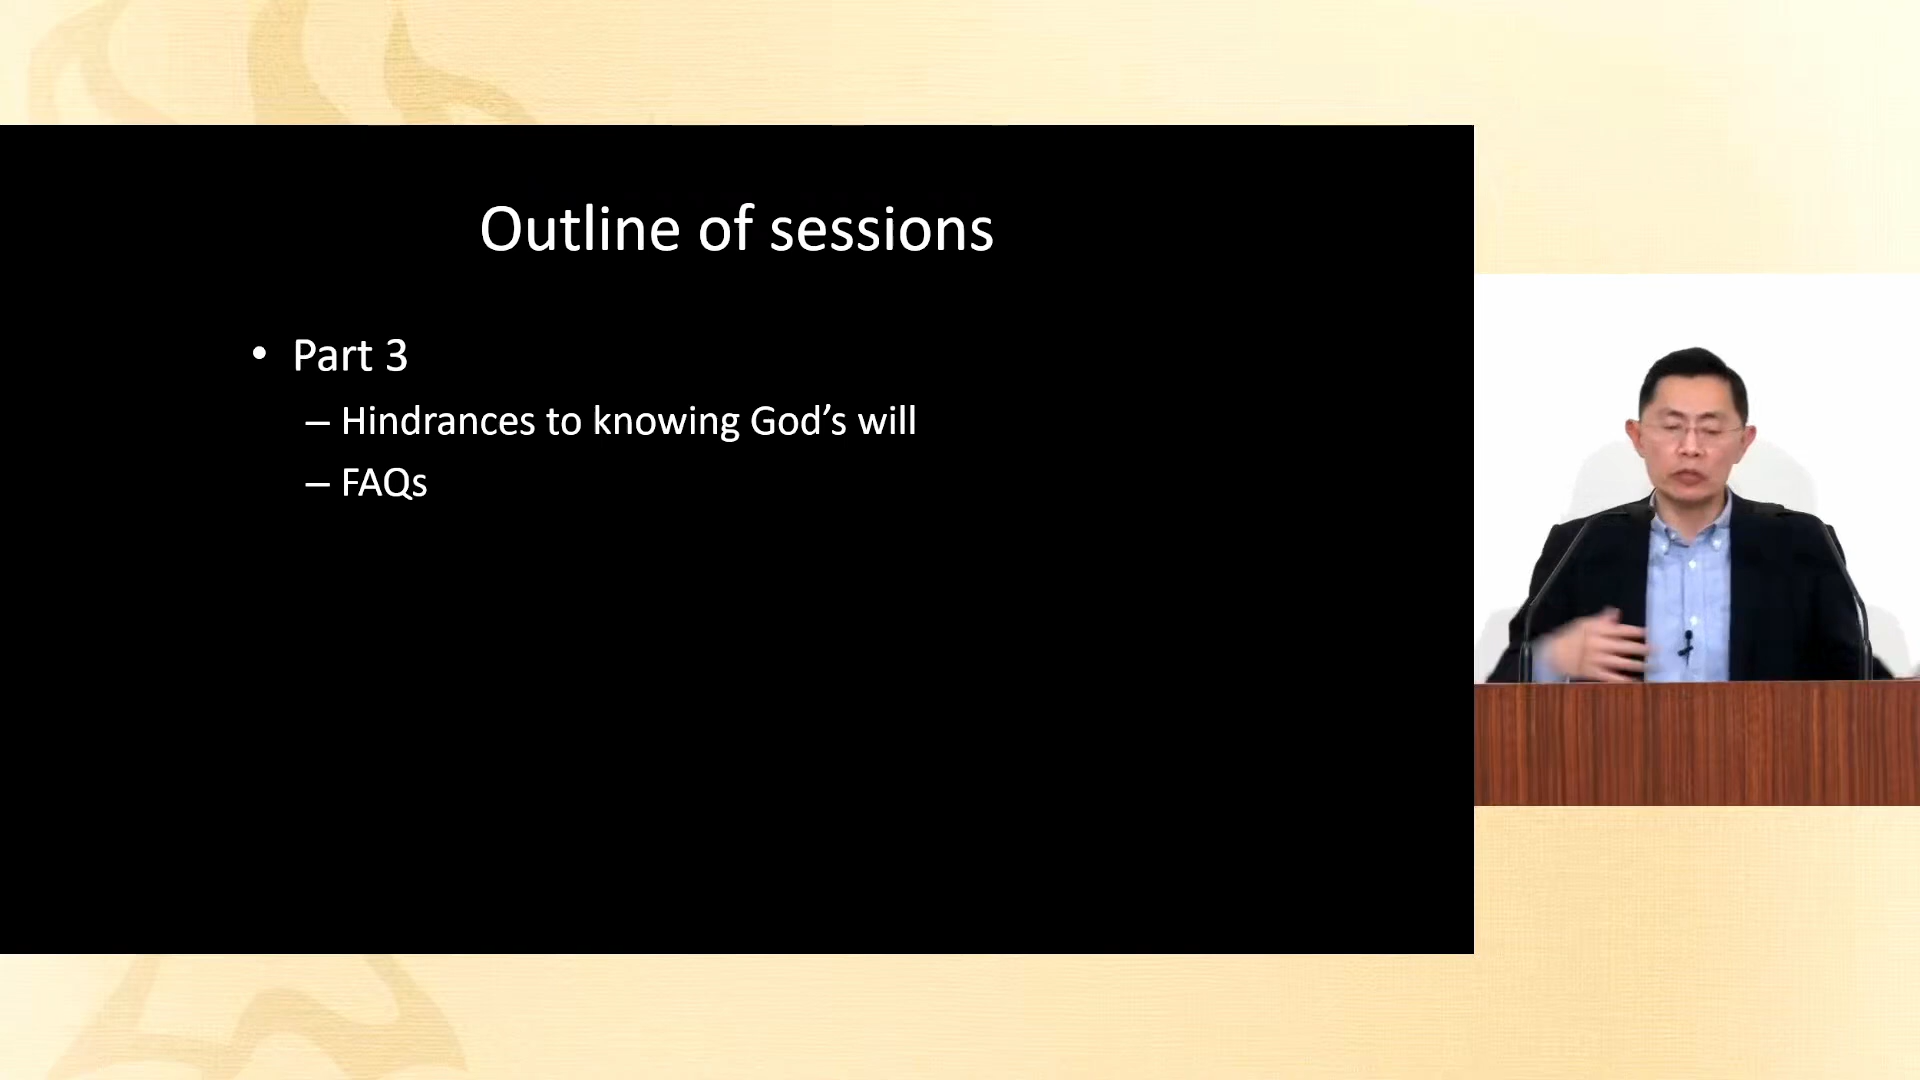 Outline of sessions
• Part 3
– Hindrances to knowing God’s will
– FAQs